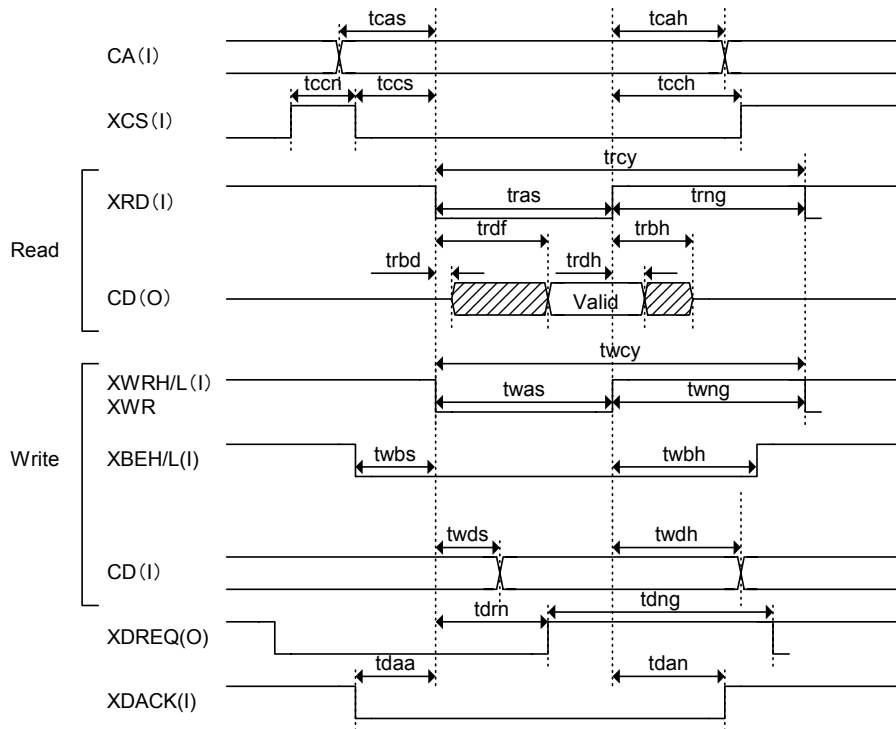 tcas tcah
CA(I)
tccn tccs tcch
XCS(I)
trcy
XRD(I) tras trng
Read
trdf trbh
trbd trdh
CD(O) Valid
twcy
XWRH/L(I) twas twng
XWR
Write
XBEH/L(I) twbs twbh
twds twdh
CD(I)
tdrn tdng
XDREQ(O)
tdaa tdan
XDACK(I)